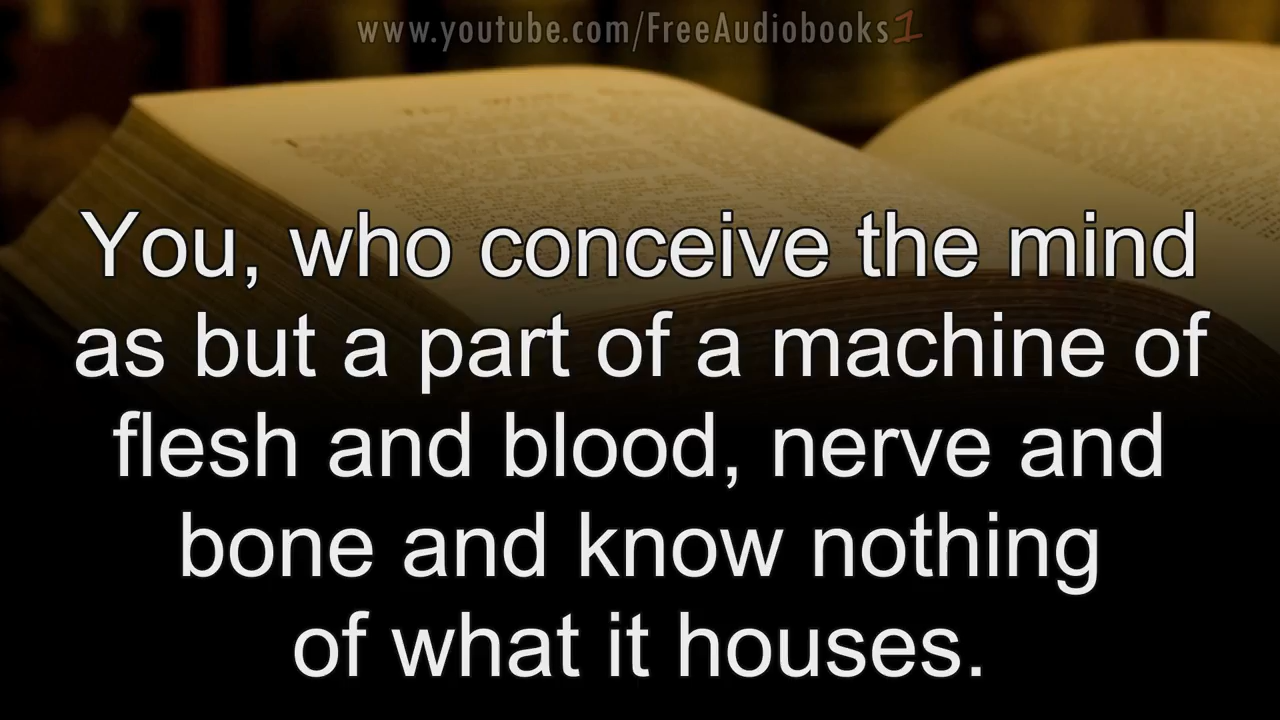 www.youtube.com/FreeAudiobooks1
You, who conceive the mind
as but a part of a machine of
flesh and blood, nerve and
bone and know nothing
of what it houses.